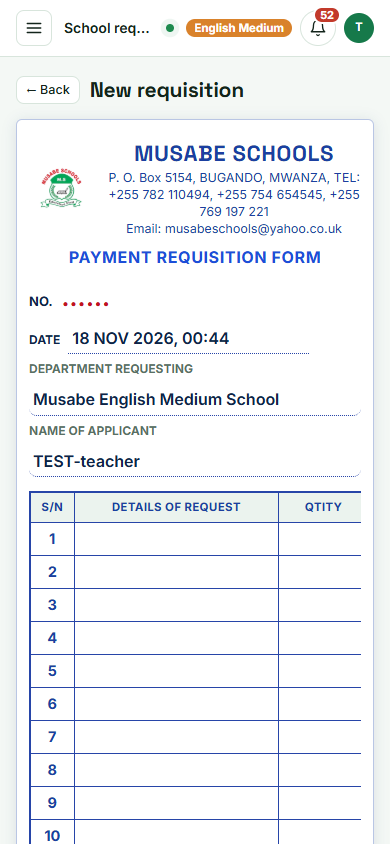 School req...
English Medium
52
T
← Back
New requisition
MUSABE SCHOOLS
MUSABE SCHOOLS
P. O. Box 5154, BUGANDO, MWANZA, TEL:
+255 782 110494, +255 754 654545, +255
769 197 221
Email: musabeschools@yahoo.co.uk
PAYMENT REQUISITION FORM
NO. ......
DATE 18 NOV 2026, 00:44
DEPARTMENT REQUESTING
Musabe English Medium School
NAME OF APPLICANT
TEST-teacher
S/N DETAILS OF REQUEST QTITY
1
2
3
4
5
6
7
8
9
10